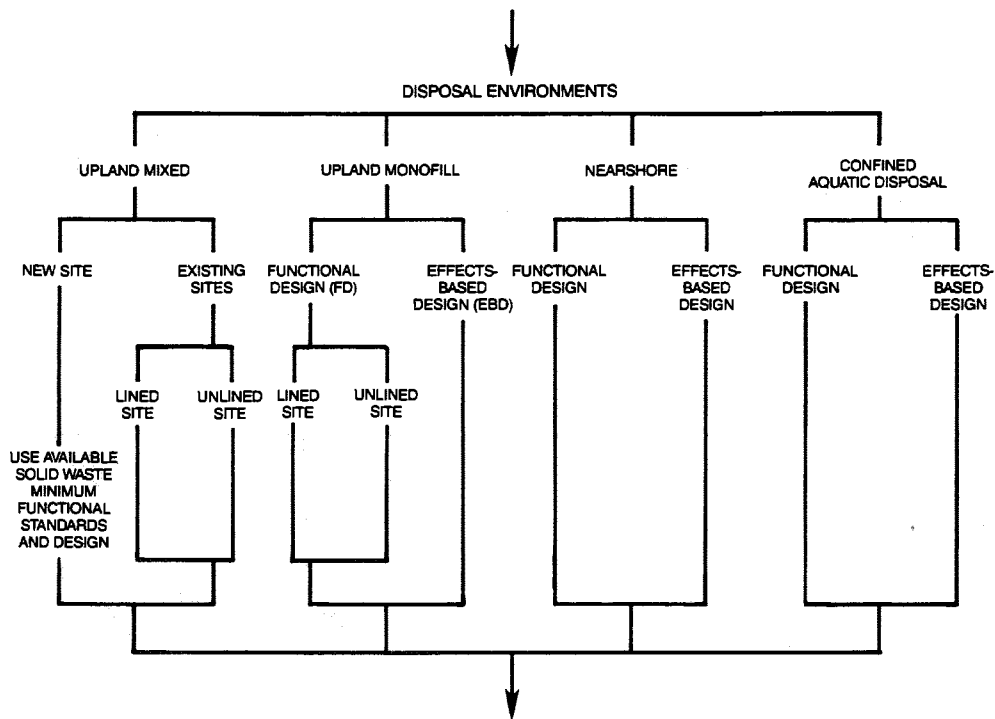 DISPOSAL ENVIRONMENTS
UPLAND MIXED
UPLAND MONOFILL
NEARSHORE
CONFINED
AQUATIC DISPOSAL
NEW SITE
EXISTING
SITES
FUNCTIONAL
DESIGN (FD)
EFFECTS-
BASED
DESIGN (EBD)
FUNCTIONAL
DESIGN
EFFECTS-
BASED
DESIGN
FUNCTIONAL
DESIGN
EFFECTS-
BASED
DESIGN
LINED
SITE
UNLINED
SITE
LINED
SITE
UNLINED
SITE
USE AVAILABLE
SOLID WASTE
MINIMUM
FUNCTIONAL
STANDARDS
AND DESIGN